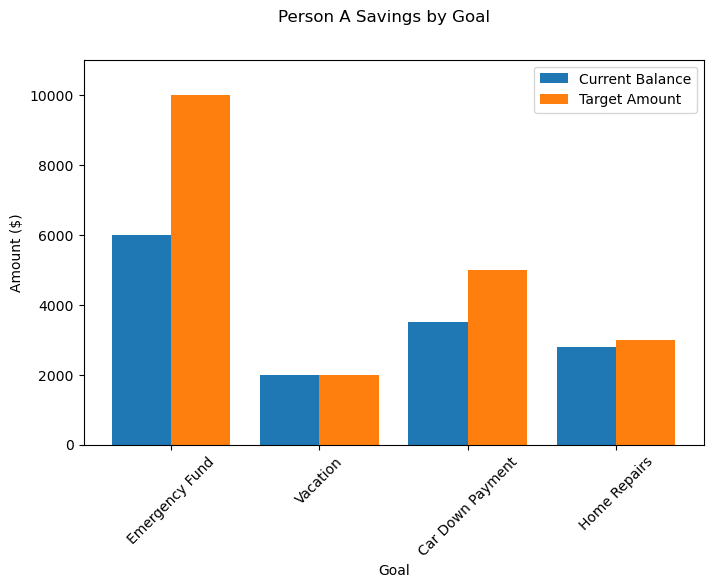 Person A Savings by Goal
Current Balance
Target Amount
10000
8000
6000
4000
2000
0
Amount ($)
Emergency Fund
Vacation
Car Down Payment
Home Repairs
Goal